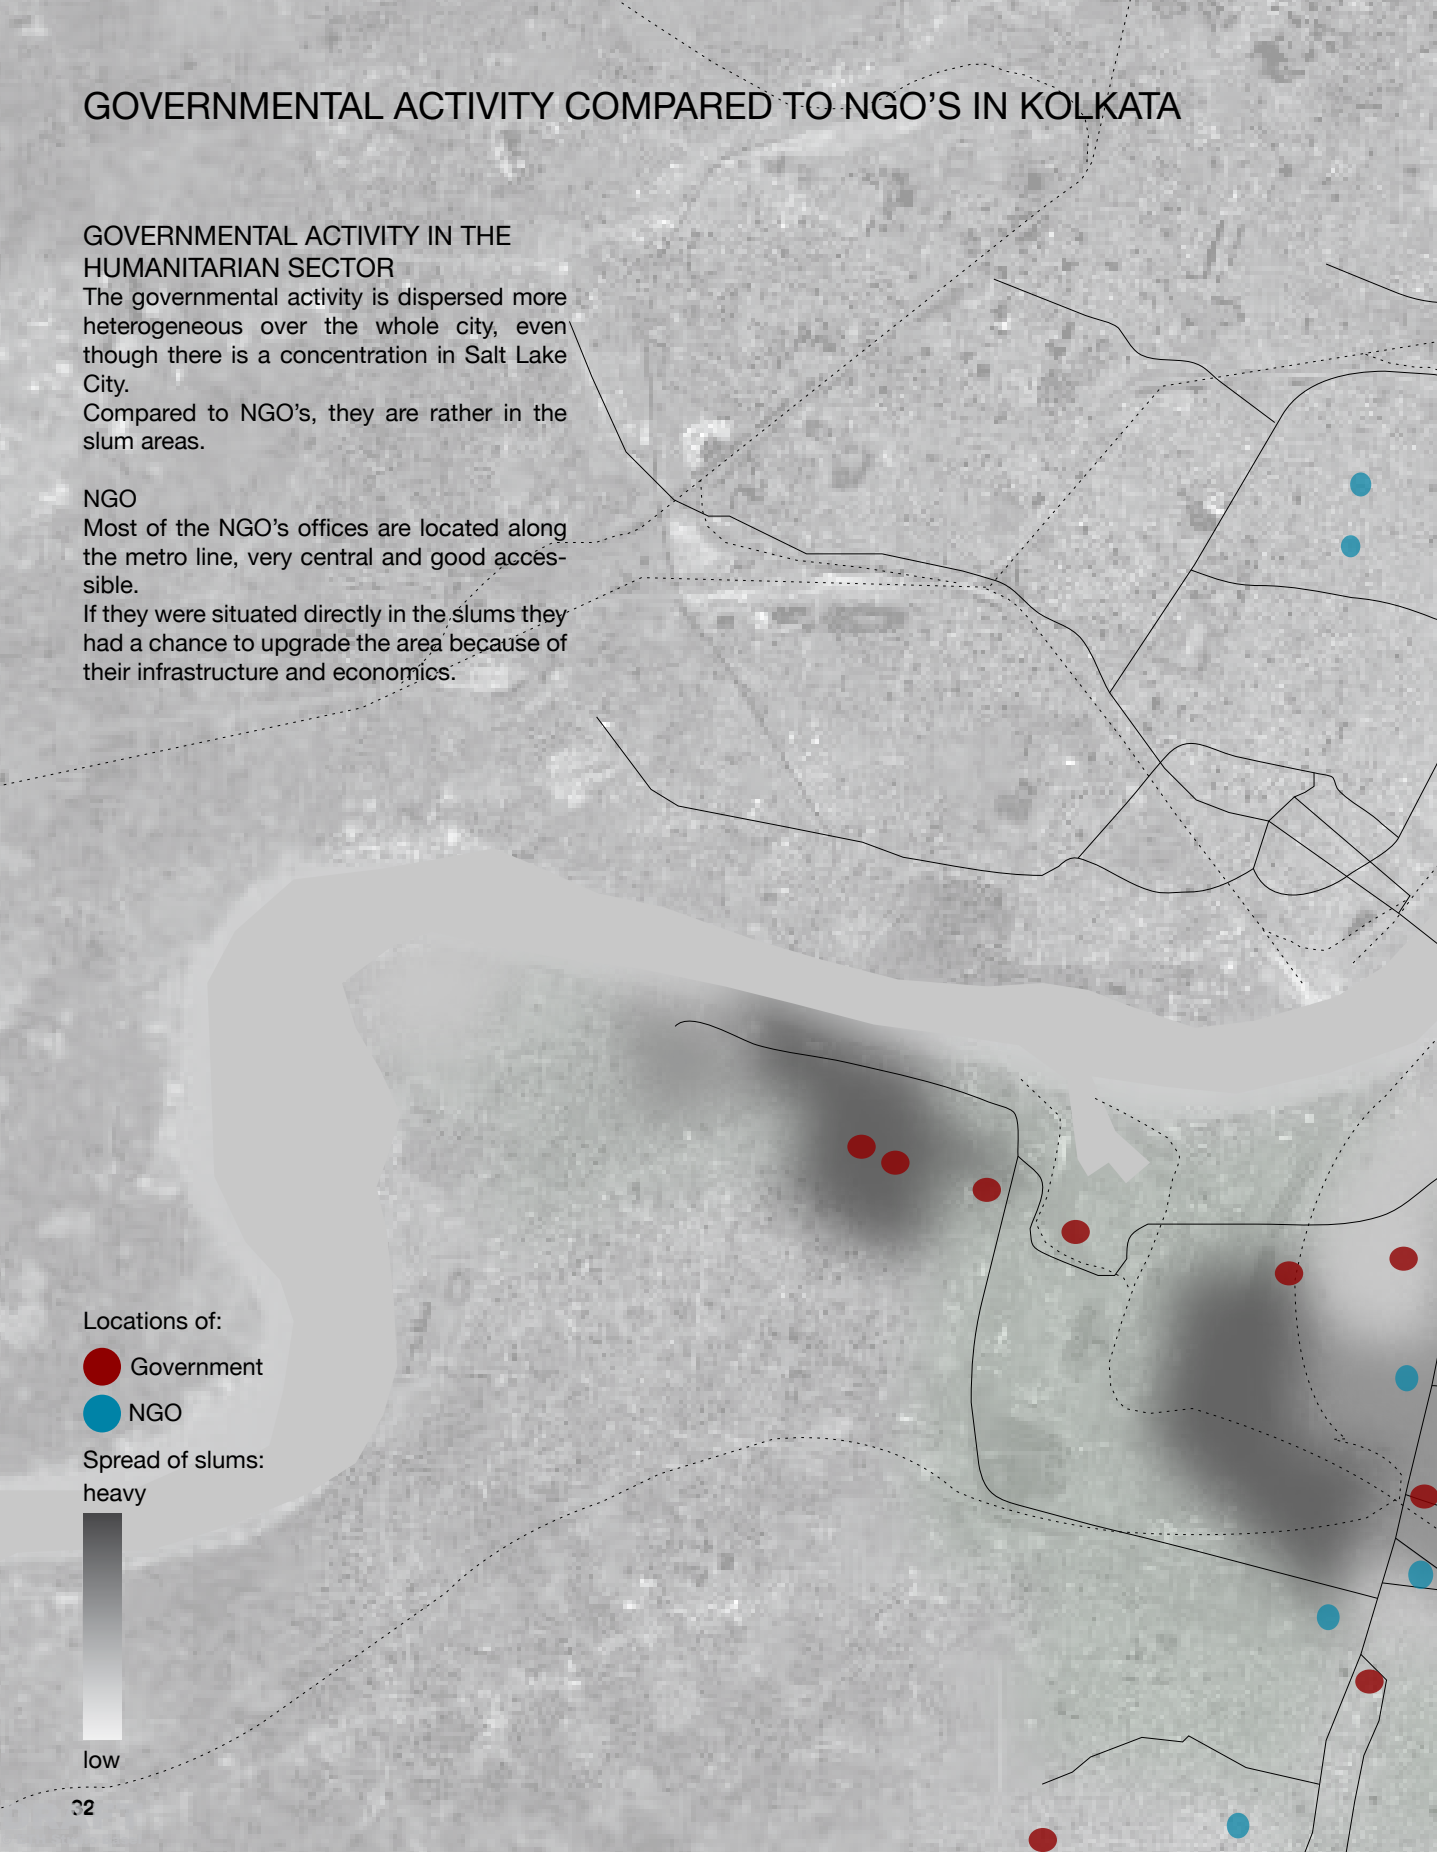 GOVERNMENTAL ACTIVITY COMPARED TO NGO’S IN KOLKATA
GOVERNMENTAL ACTIVITY IN THE
HUMANITARIAN SECTOR
The governmental activity is dispersed more
heterogeneous over the whole city, even
though there is a concentration in Salt Lake
City.
Compared to NGO’s, they are rather in the
slum areas.
NGO
Most of the NGO’s offices are located along
the metro line, very central and good acces-
sible.
If they were situated directly in the slums they
had a chance to upgrade the area because of
their infrastructure and economics.
Locations of:
Government
NGO
Spread of slums:
heavy
low
32